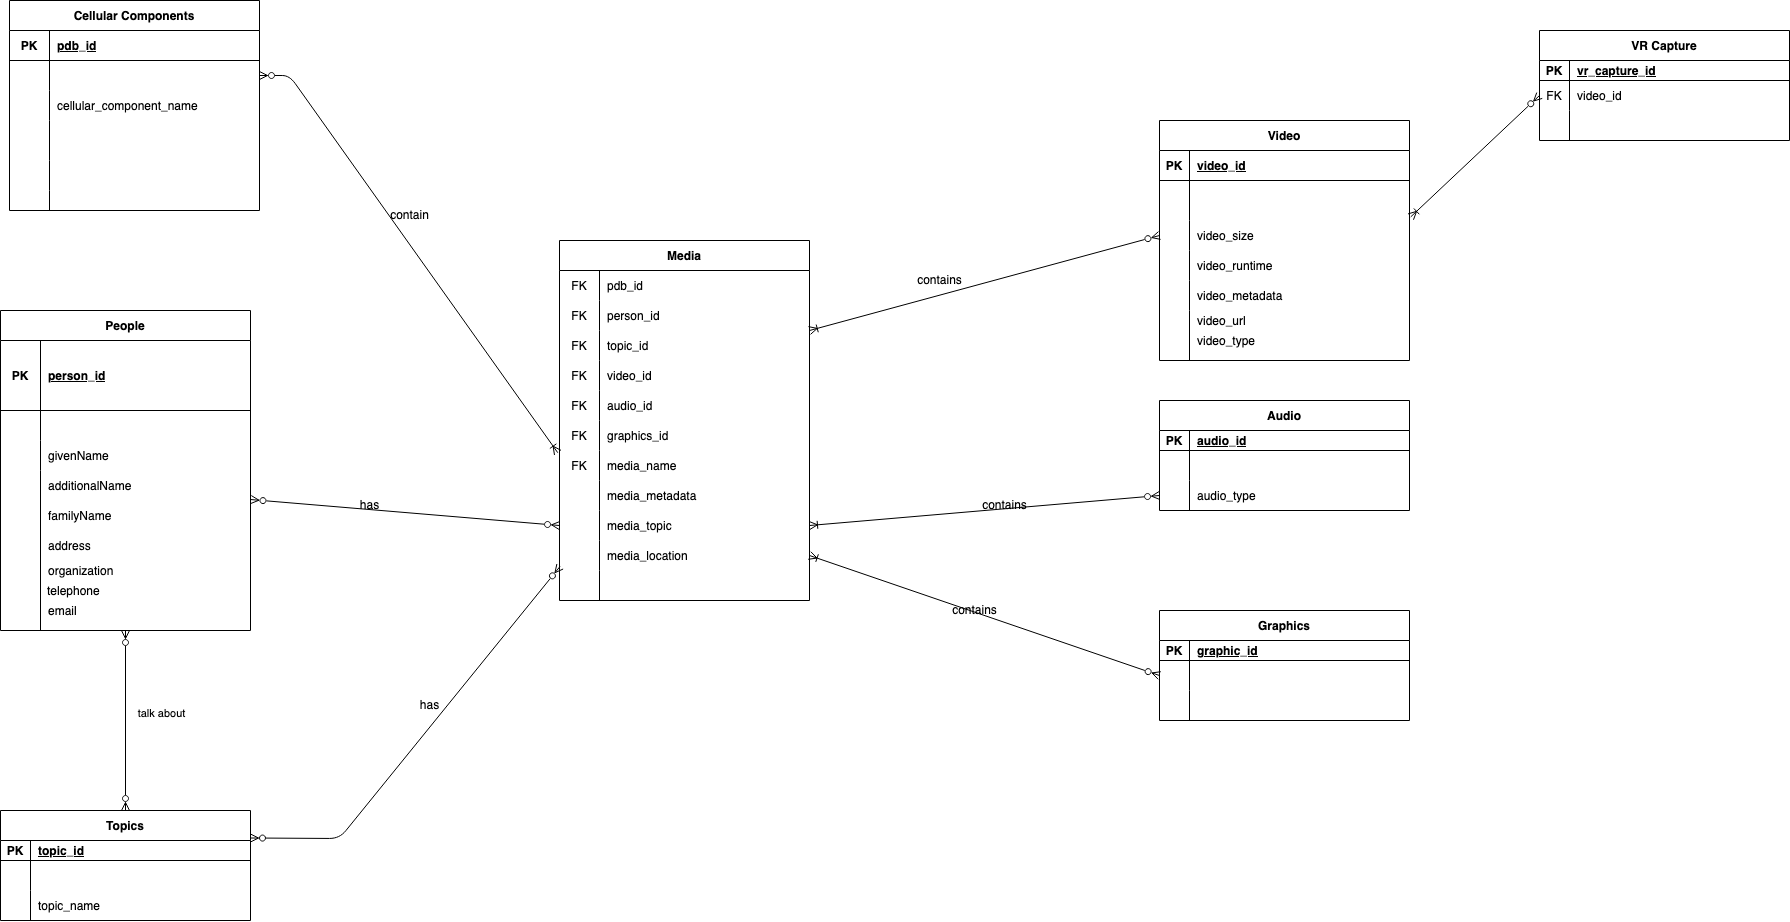 Cellular Components
PK pdb_id
cellular_component_name
contain
People
PK person_id
givenName
additionalName
familyName
address
organization
telephone
email
has
talk about
Topics
PK topic_id
topic_name
has
Media
FK pdb_id
FK person_id
FK topic_id
FK video_id
FK audio_id
FK graphics_id
FK media_name
media_metadata
media_topic
media_location
contains
contains
contains
Video
PK video_id
video_size
video_runtime
video_metadata
video_url
video_type
Audio
PK audio_id
audio_type
Graphics
PK graphic_id
VR Capture
PK vr_capture_id
FK video_id